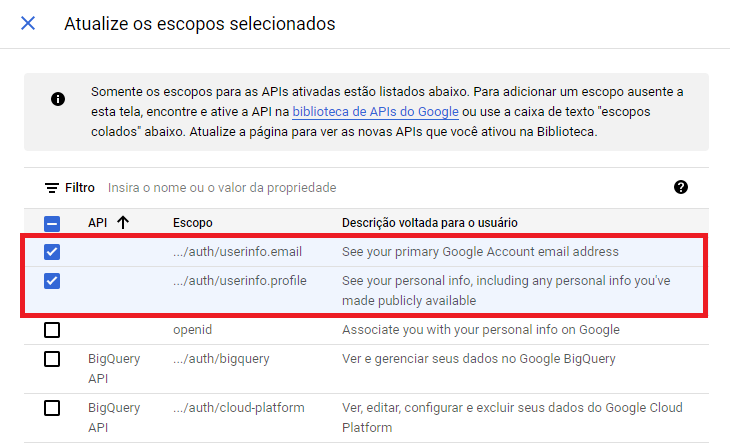 Atualize os escopos selecionados
Somente os escopos para as APIs ativadas estão listados abaixo. Para adicionar um escopo ausente a
esta tela, encontre e ative a API na biblioteca de APIs do Google ou use a caixa de texto "escopos
colados" abaixo. Atualize a página para ver as novas APIs que você ativou na Biblioteca.
Filtro Insira o nome ou o valor da propriedade
API Escopo Descrição voltada para o usuário
.../auth/userinfo.email See your primary Google Account email address
.../auth/userinfo.profile See your personal info, including any personal info you've
made publicly available
openid Associate you with your personal info on Google
BigQuery .../auth/bigquery Ver e gerenciar seus dados no Google BigQuery
API
BigQuery .../auth/cloud-platform Ver, editar, configurar e excluir seus dados do Google Cloud
API Platform